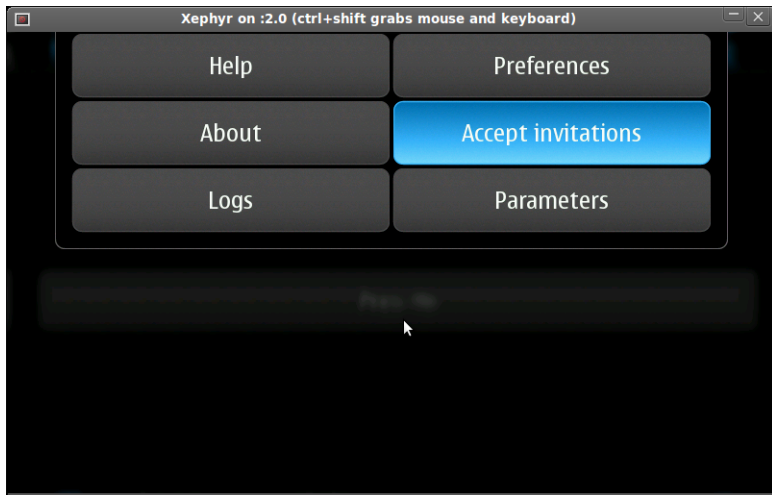 Xephyr on :2.0 (ctrl+shift grabs mouse and keyboard)
Help
Preferences
About
Accept invitations
Logs
Parameters